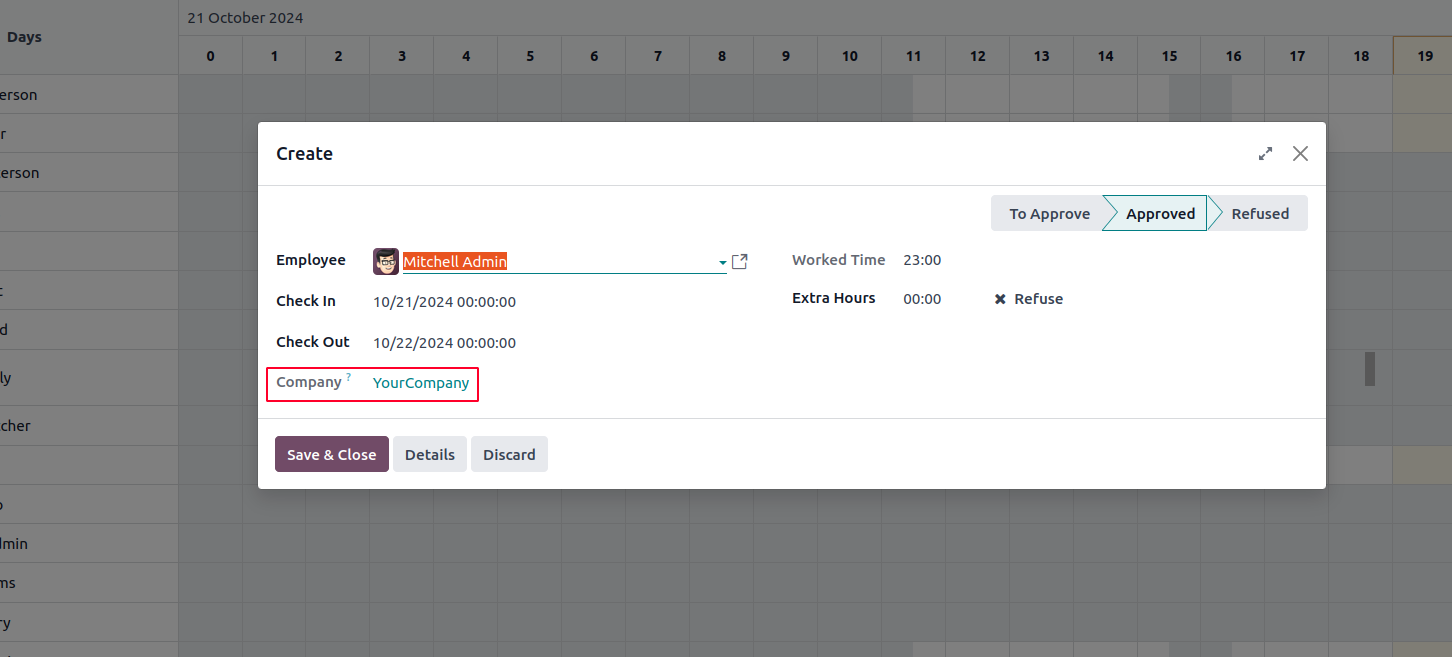 21 October 2024
Days
0 1 2 3 4 5 6 7 8 9 10 11 12 13 14 15 16 17 18 19
erson
r
erson
Create
To Approve Approved Refused
Employee Mitchell Admin Worked Time 23:00
Check In 10/21/2024 00:00:00 Extra Hours 00:00 Refuse
Check Out 10/22/2024 00:00:00
Company ? YourCompany
d
ly
cher
Save & Close Details Discard
min
ms
ry